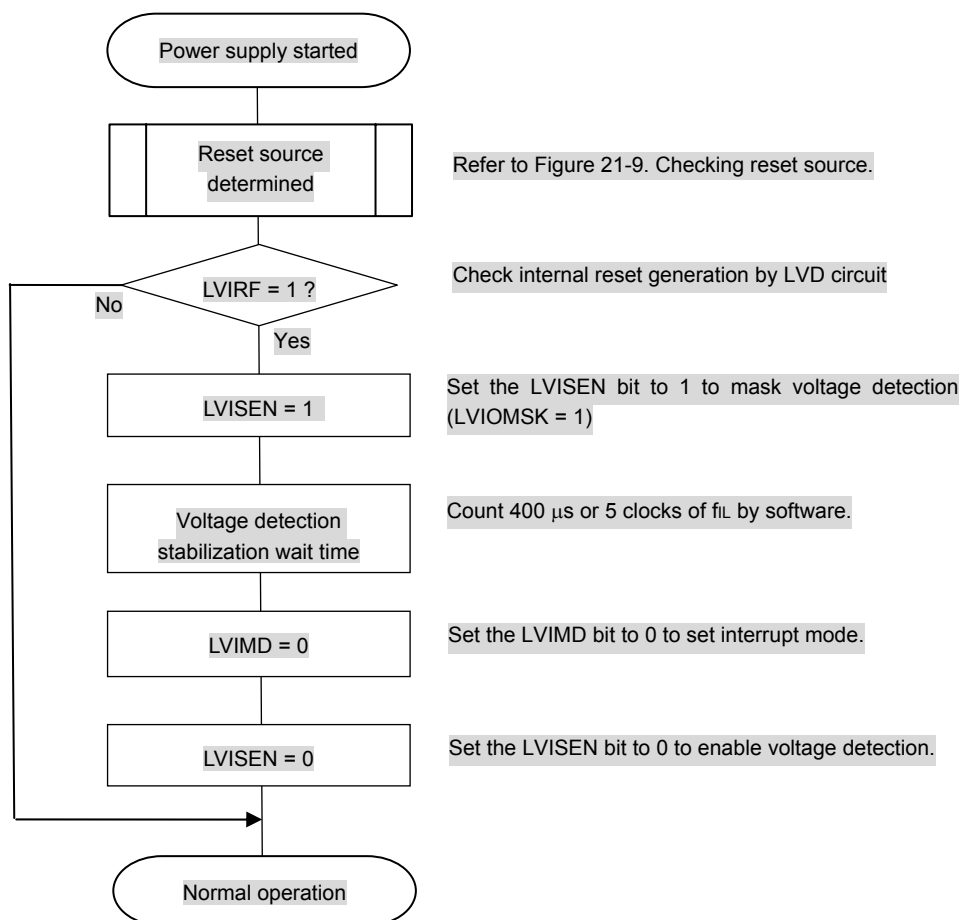 Power supply started
Reset source
determined
Refer to Figure 21-9. Checking reset source.
LVIRF = 1 ?
Check internal reset generation by LVD circuit
No
Yes
LVISEN = 1
Set the LVISEN bit to 1 to mask voltage detection
(LVIOMSK = 1)
Voltage detection
stabilization wait time
Count 400 μs or 5 clocks of fIL by software.
LVIMD = 0
Set the LVIMD bit to 0 to set interrupt mode.
LVISEN = 0
Set the LVISEN bit to 0 to enable voltage detection.
Normal operation